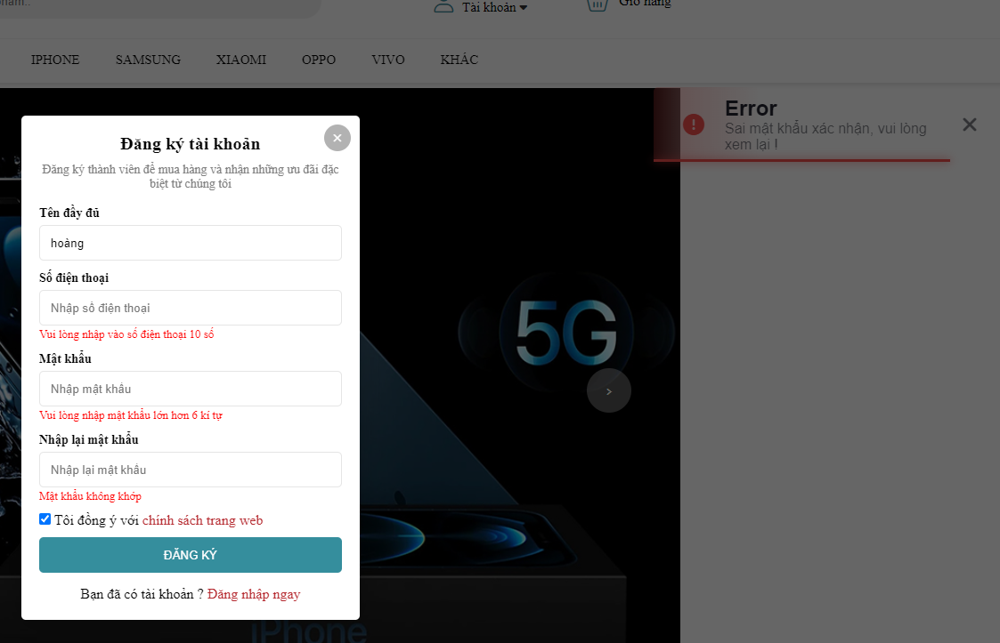 Tài khoản
Giỏ hàng
IPHONE SAMSUNG XIAOMI OPPO VIVO KHÁC
Error
Sai mật khẩu xác nhận, vui lòng
xem lại !
Đăng ký tài khoản
Đăng ký thành viên để mua hàng và nhận những ưu đãi đặc
biệt từ chúng tôi
Tên đầy đủ
hoàng
Số điện thoại
Nhập số điện thoại
Vui lòng nhập vào số điện thoại 10 số
Mật khẩu
Nhập mật khẩu
Vui lòng nhập mật khẩu lớn hơn 6 kí tự
Nhập lại mật khẩu
Nhập lại mật khẩu
Mật khẩu không khớp
Tôi đồng ý với chính sách trang web
ĐĂNG KÝ
Bạn đã có tài khoản ? Đăng nhập ngay
5G
iPhone